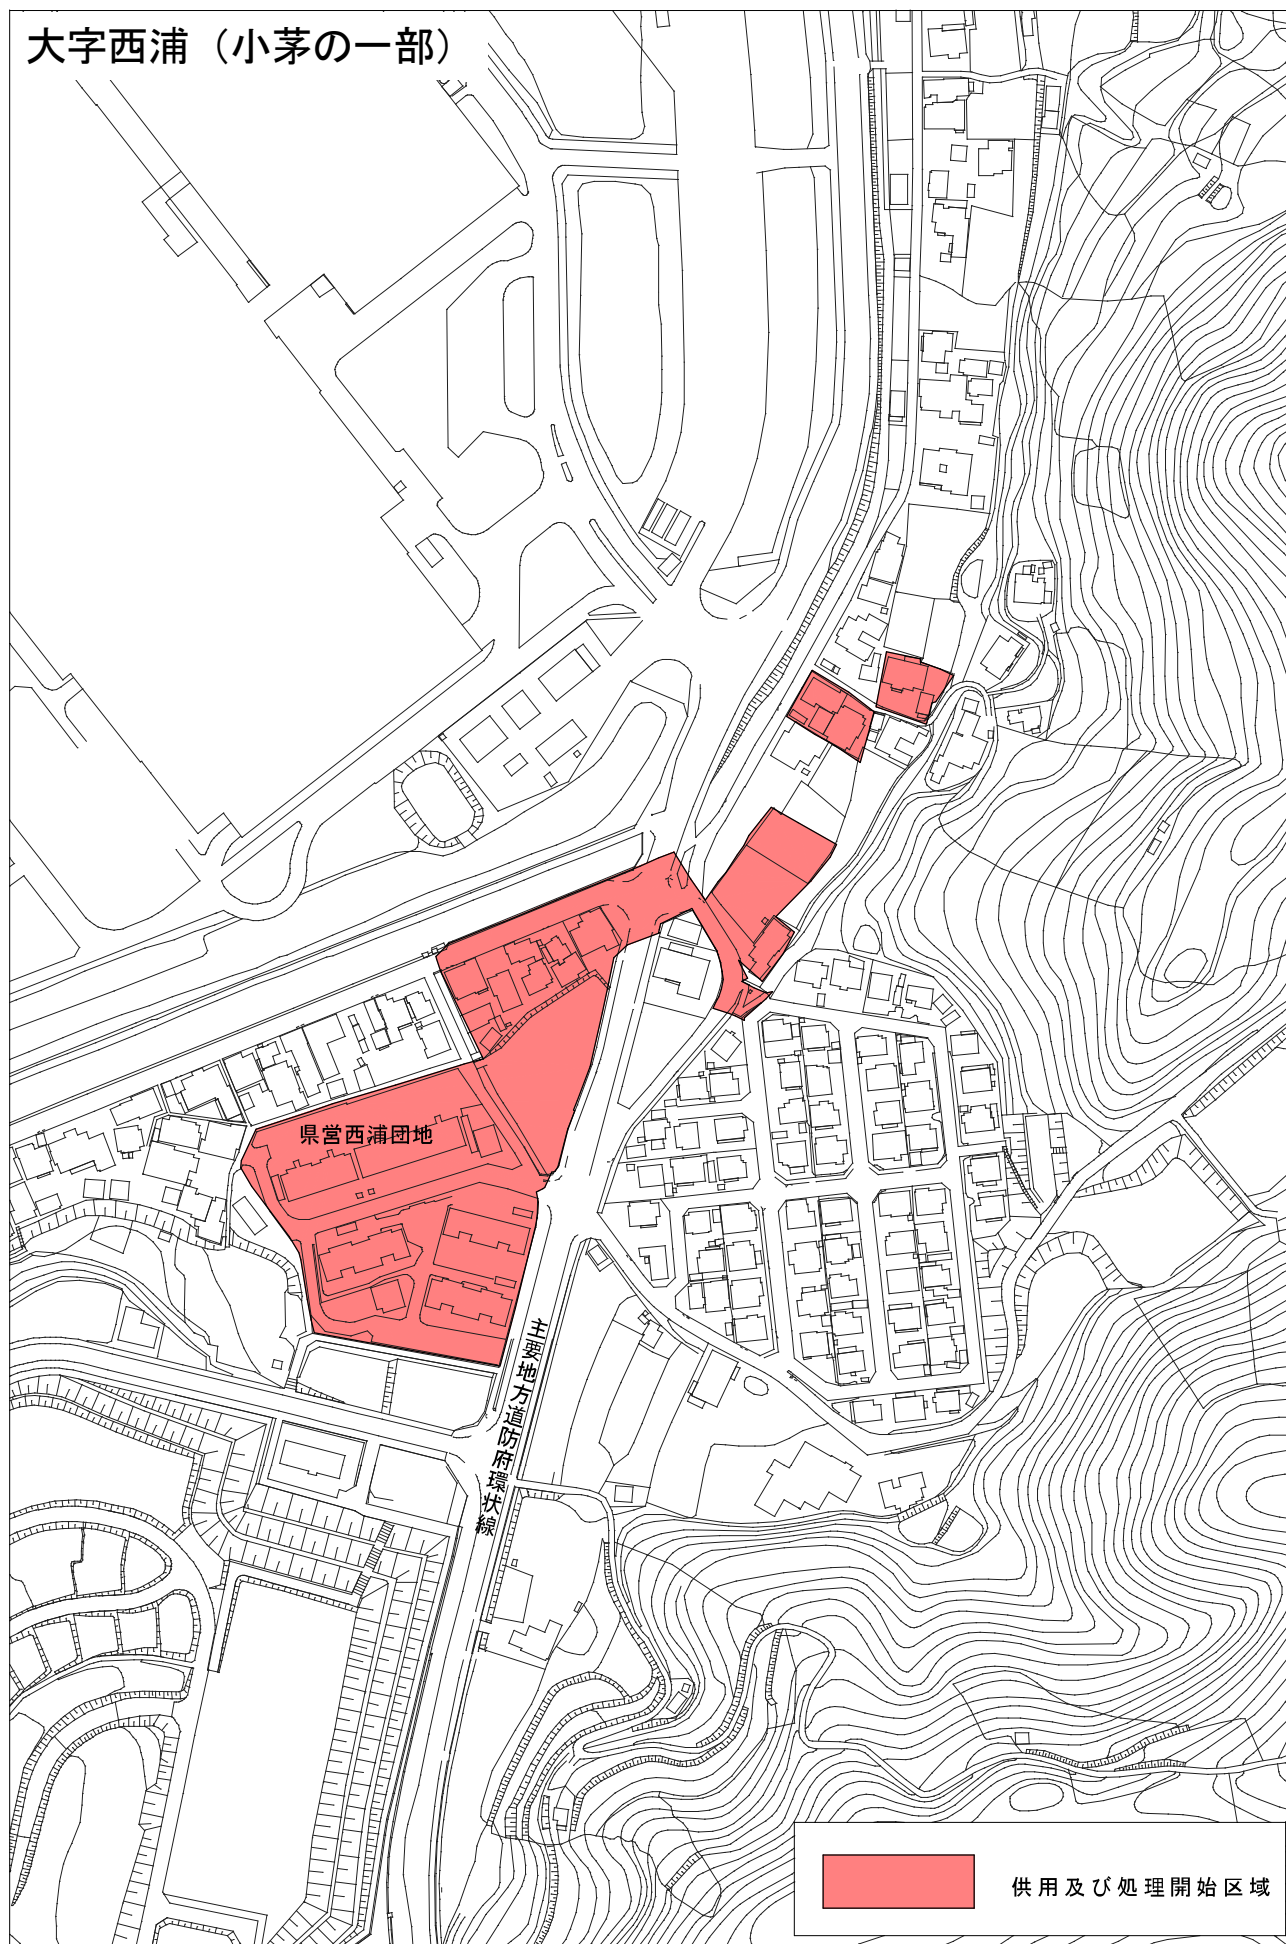 大字西浦（小茅の一部）
県営西浦団地
主要地方道防府環状線
供用及び処理開始区域